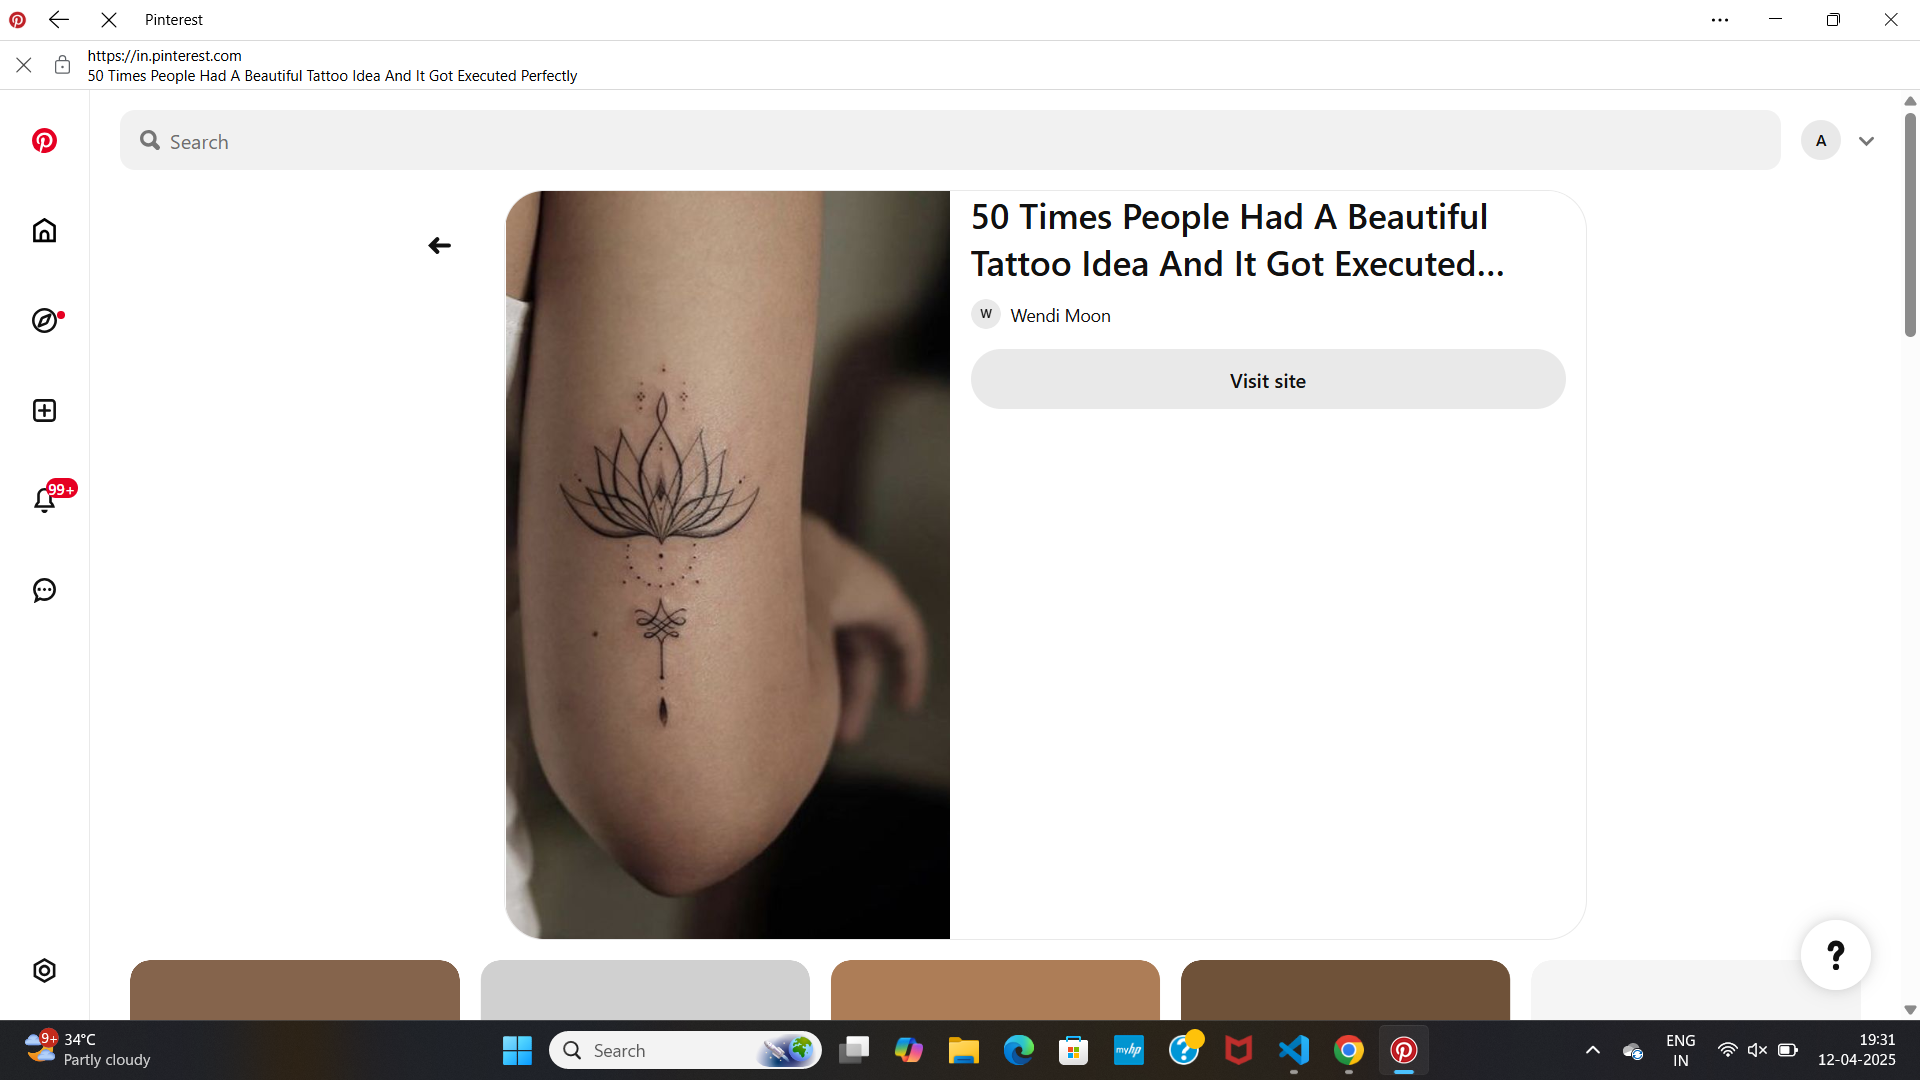 Pinterest
https://in.pinterest.com
50 Times People Had A Beautiful Tattoo Idea And It Got Executed Perfectly
Search
A
50 Times People Had A Beautiful
Tattoo Idea And It Got Executed...
W Wendi Moon
Visit site
99+
?
9+
34°C
Partly cloudy
Search
myhp
?
ENG
IN
19:31
12-04-2025